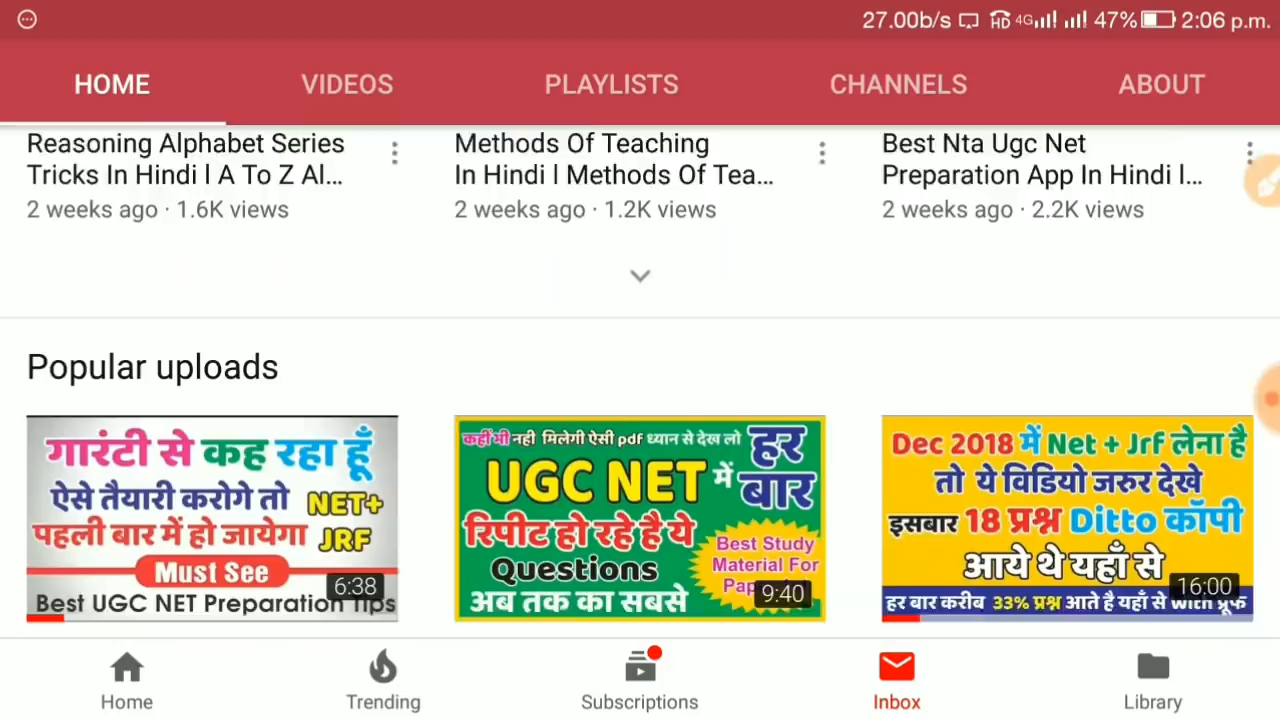 27.00b/s HD 4G 47% 2:06 p.m.
HOME VIDEOS PLAYLISTS CHANNELS ABOUT
Reasoning Alphabet Series
Tricks In Hindi l A To Z Al...
2 weeks ago · 1.6K views
Methods Of Teaching
In Hindi l Methods Of Tea...
2 weeks ago · 1.2K views
Best Nta Ugc Net
Preparation App In Hindi l...
2 weeks ago · 2.2K views
Popular uploads
गारंटी से कह रहा हूँ
ऐसे तैयारी करोगे तो NET+
पहली बार में हो जायेगा JRF
Must See
6:38
Best UGC NET Preparation Tips
कहीं भी नही मिलेगी ऐसी pdf ध्यान से देख लो हर
UGC NET में बार
रिपीट हो रहे है ये
Questions
अब तक का सबसे
Best Study
Material For
9:40
Dec 2018 में Net + Jrf लेना है
तो ये विडियो जरुर देखे
इसबार 18 प्रश्न Ditto कॉपी
आये थे यहाँ से
16:00
हर बार करीब 33% प्रश्न आते है यहाँ से with प्रूफ
Home Trending Subscriptions Inbox Library